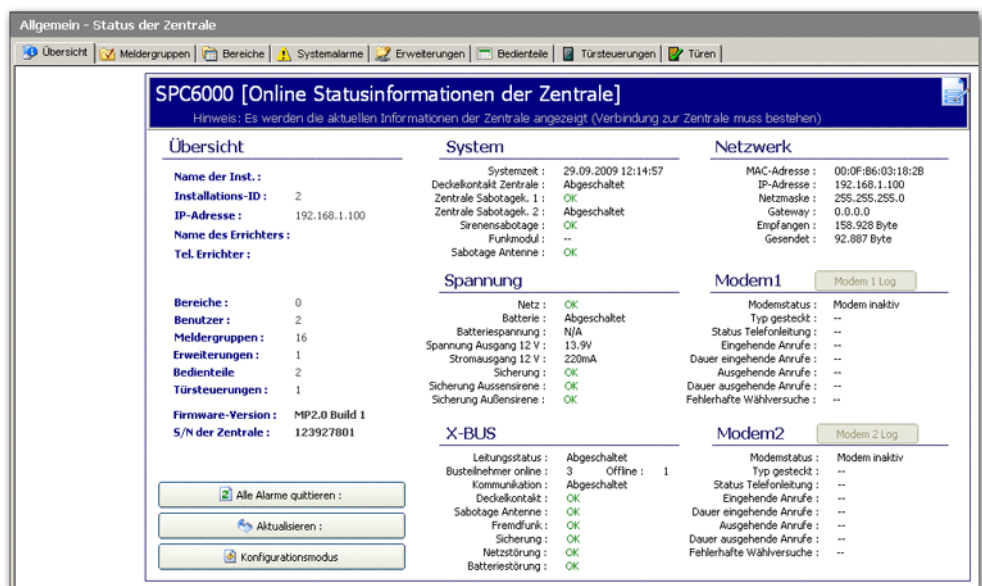 Allgemein - Status der Zentrale
Übersicht Meldergruppen Bereiche Systemalarme Erweiterungen Bedienteile Türsteuerungen Türen
SPC6000 [Online Statusinformationen der Zentrale]
Hinweis: Es werden die aktuellen Informationen der Zentrale angezeigt (Verbindung zur Zentrale muss bestehen)
Übersicht
Name der Inst. :
Installations-ID : 2
IP-Adresse : 192.168.1.100
Name des Errichters :
Tel. Errichter :
Bereiche : 0
Benutzer : 2
Meldergruppen : 16
Erweiterungen : 1
Bedienteile 2
Türsteuerungen : 1
Firmware-Version : MP2.0 Build 1
S/N der Zentrale : 123927801
Alle Alarme quittieren :
Aktualisieren :
Konfigurationsmodus
System
Systemzeit : 29.09.2009 12:14:57
Deckelkontakt Zentrale : Abgeschaltet
Zentrale Sabotagek. 1 : OK
Zentrale Sabotagek. 2 : Abgeschaltet
Sirenensabotage : OK
Funkmodul : --
Sabotage Antenne : OK
Spannung
Netz : OK
Batterie : Abgeschaltet
Batteriespannung : N/A
Spannung Ausgang 12 V : 13.9V
Stromausgang 12 V : 220mA
Sicherung : OK
Sicherung Aussensirene : OK
Sicherung Außensirene : OK
X-BUS
Leitungsstatus : Abgeschaltet
Busteilnehmer online : 3 Offline : 1
Kommunikation : Abgeschaltet
Deckelkontakt : OK
Sabotage Antenne : OK
Fremdfunk : OK
Sicherung : OK
Netzstörung : OK
Batteriestörung : OK
Netzwerk
MAC-Adresse : 00:0F:B6:03:18:2B
IP-Adresse : 192.168.1.100
Netzmaske : 255.255.255.0
Gateway : 0.0.0.0
Empfangen : 158.928 Byte
Gesendet : 92.887 Byte
Modem1 Modem 1 Log
Modemstatus : Modem inaktiv
Typ gesteckt : --
Status Telefonleitung : --
Eingehende Anrufe : --
Dauer eingehende Anrufe : --
Ausgehende Anrufe : --
Dauer ausgehende Anrufe : --
Fehlerhafte Wählversuche : --
Modem2 Modem 2 Log
Modemstatus : Modem inaktiv
Typ gesteckt : --
Status Telefonleitung : --
Eingehende Anrufe : --
Dauer eingehende Anrufe : --
Ausgehende Anrufe : --
Dauer ausgehende Anrufe : --
Fehlerhafte Wählversuche : --